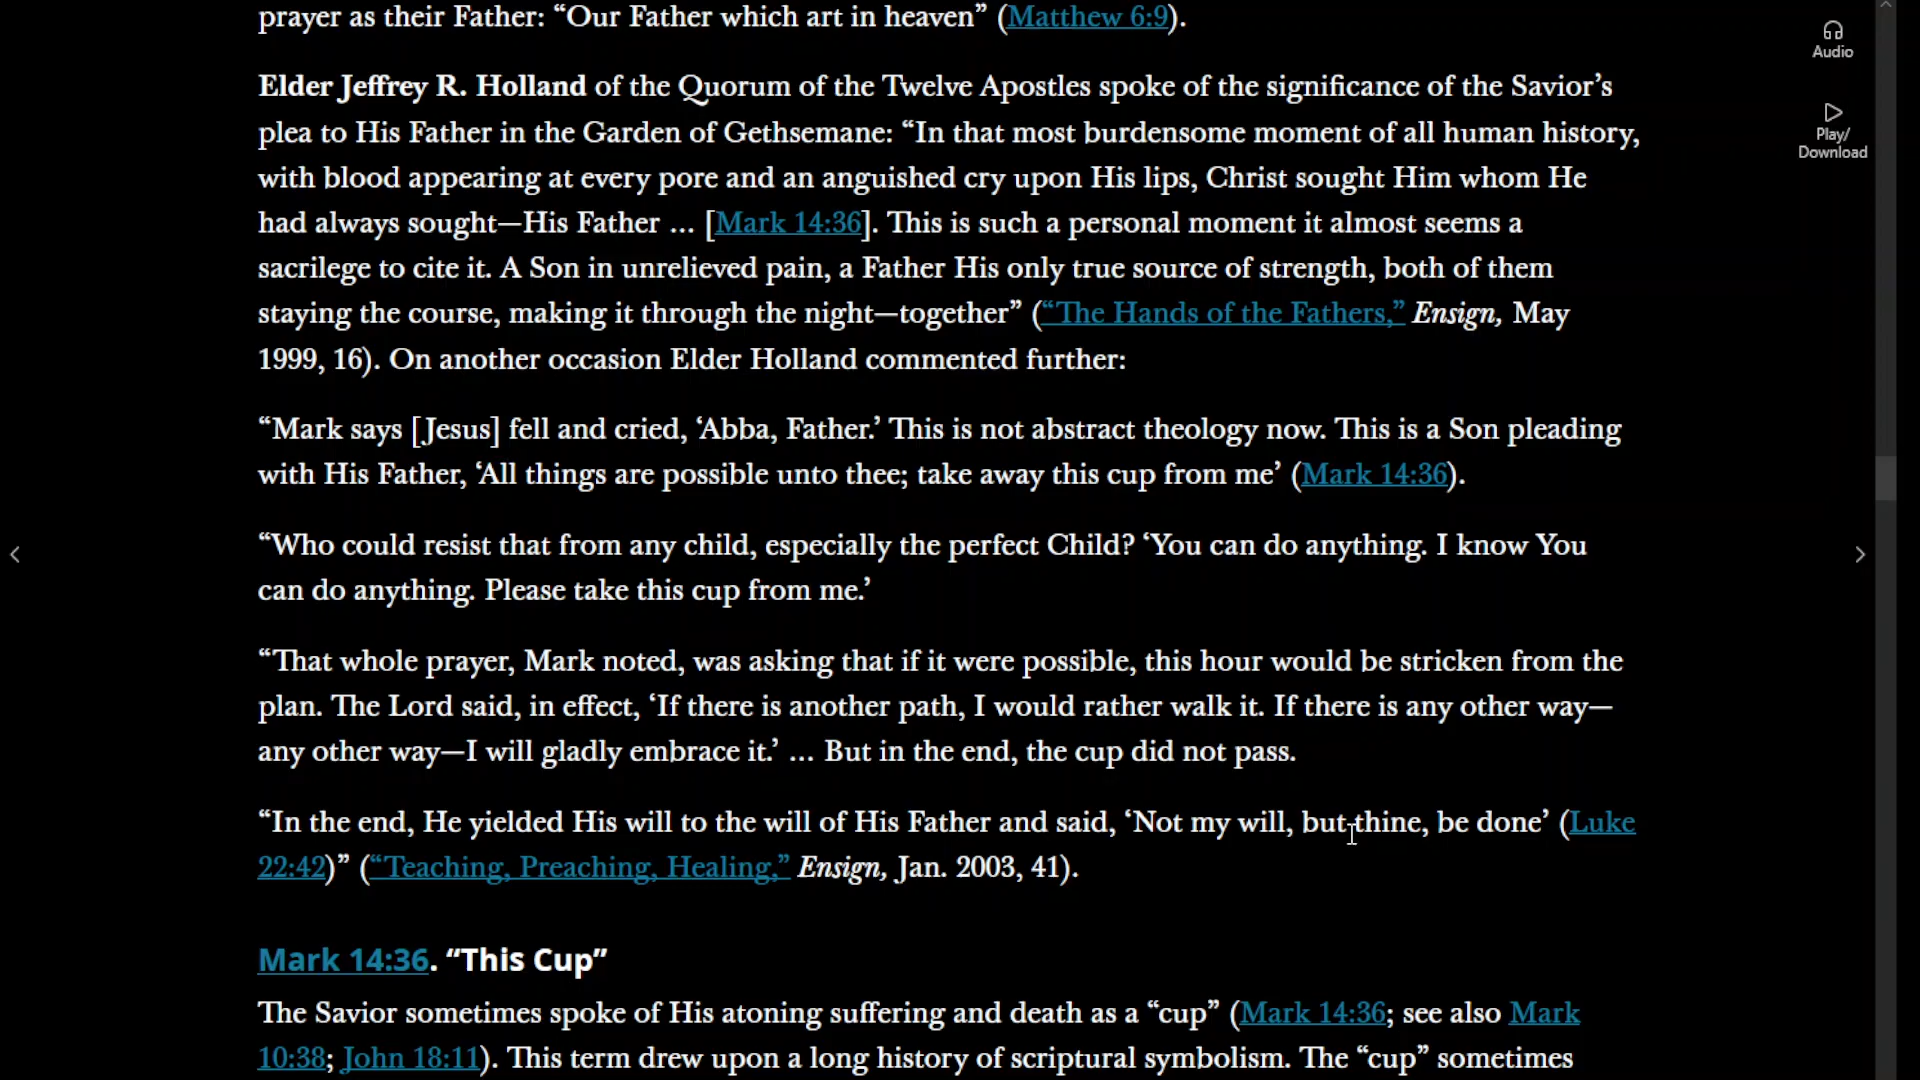 prayer as their Father: “Our Father which art in heaven” (Matthew 6:9).
Audio
Play/
Download
Elder Jeffrey R. Holland of the Quorum of the Twelve Apostles spoke of the significance of the Savior’s
plea to His Father in the Garden of Gethsemane: “In that most burdensome moment of all human history,
with blood appearing at every pore and an anguished cry upon His lips, Christ sought Him whom He
had always sought—His Father … [Mark 14:36]. This is such a personal moment it almost seems a
sacrilege to cite it. A Son in unrelieved pain, a Father His only true source of strength, both of them
staying the course, making it through the night—together” (“The Hands of the Fathers,” Ensign, May
1999, 16). On another occasion Elder Holland commented further:
“Mark says [Jesus] fell and cried, ‘Abba, Father.’ This is not abstract theology now. This is a Son pleading
with His Father, ‘All things are possible unto thee; take away this cup from me’ (Mark 14:36).
“Who could resist that from any child, especially the perfect Child? ‘You can do anything. I know You
can do anything. Please take this cup from me.’
“That whole prayer, Mark noted, was asking that if it were possible, this hour would be stricken from the
plan. The Lord said, in effect, ‘If there is another path, I would rather walk it. If there is any other way—
any other way—I will gladly embrace it.’ … But in the end, the cup did not pass.
“In the end, He yielded His will to the will of His Father and said, ‘Not my will, but thine, be done’ (Luke
22:42)” (“Teaching, Preaching, Healing,” Ensign, Jan. 2003, 41).
Mark 14:36. “This Cup”
The Savior sometimes spoke of His atoning suffering and death as a “cup” (Mark 14:36; see also Mark
10:38; John 18:11). This term drew upon a long history of scriptural symbolism. The “cup” sometimes